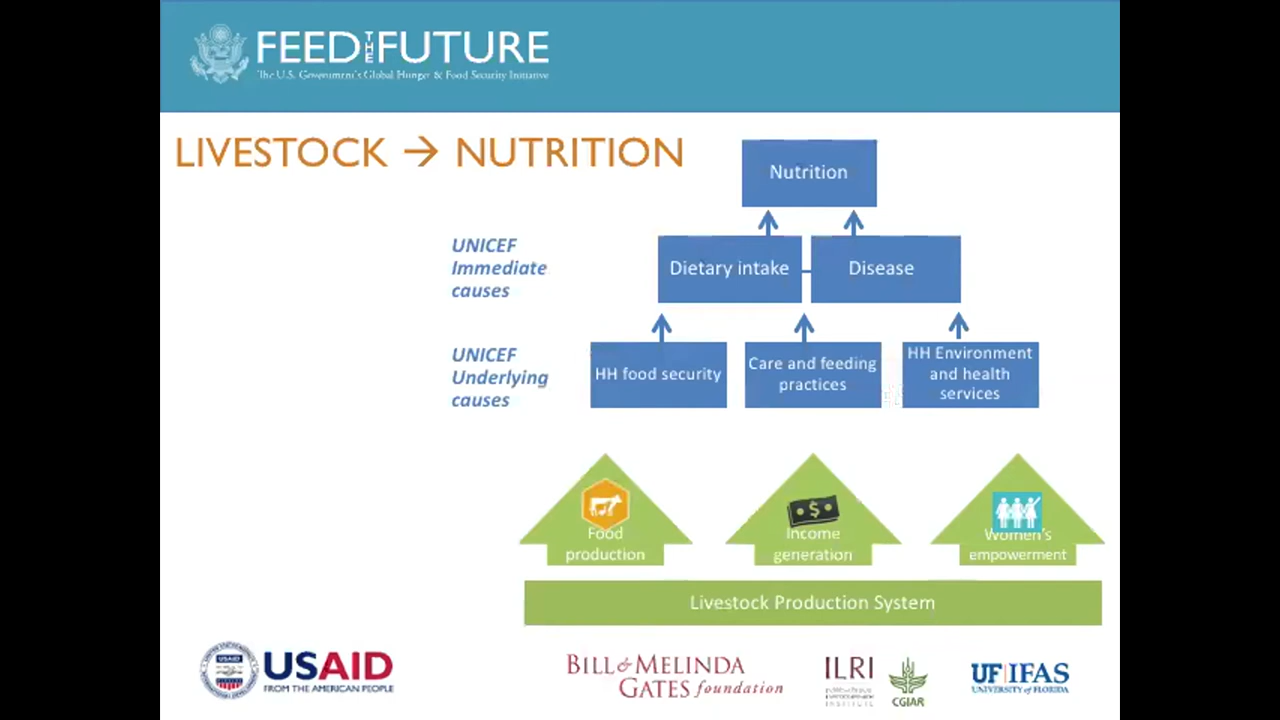 FEED THE FUTURE
The U.S. Government's Global Hunger & Food Security Initiative
LIVESTOCK → NUTRITION
Nutrition
UNICEF
Immediate
causes
Dietary intake
Disease
UNICEF
Underlying
causes
HH food security
Care and feeding
practices
HH Environment
and health
services
Food
production
$
Income
generation
Women's
empowerment
Livestock Production System
USAID
USAID
FROM THE AMERICAN PEOPLE
BILL & MELINDA
GATES foundation
ILRI
INSTITUTE
CGIAR
UF IFAS
UNIVERSITY of FLORIDA